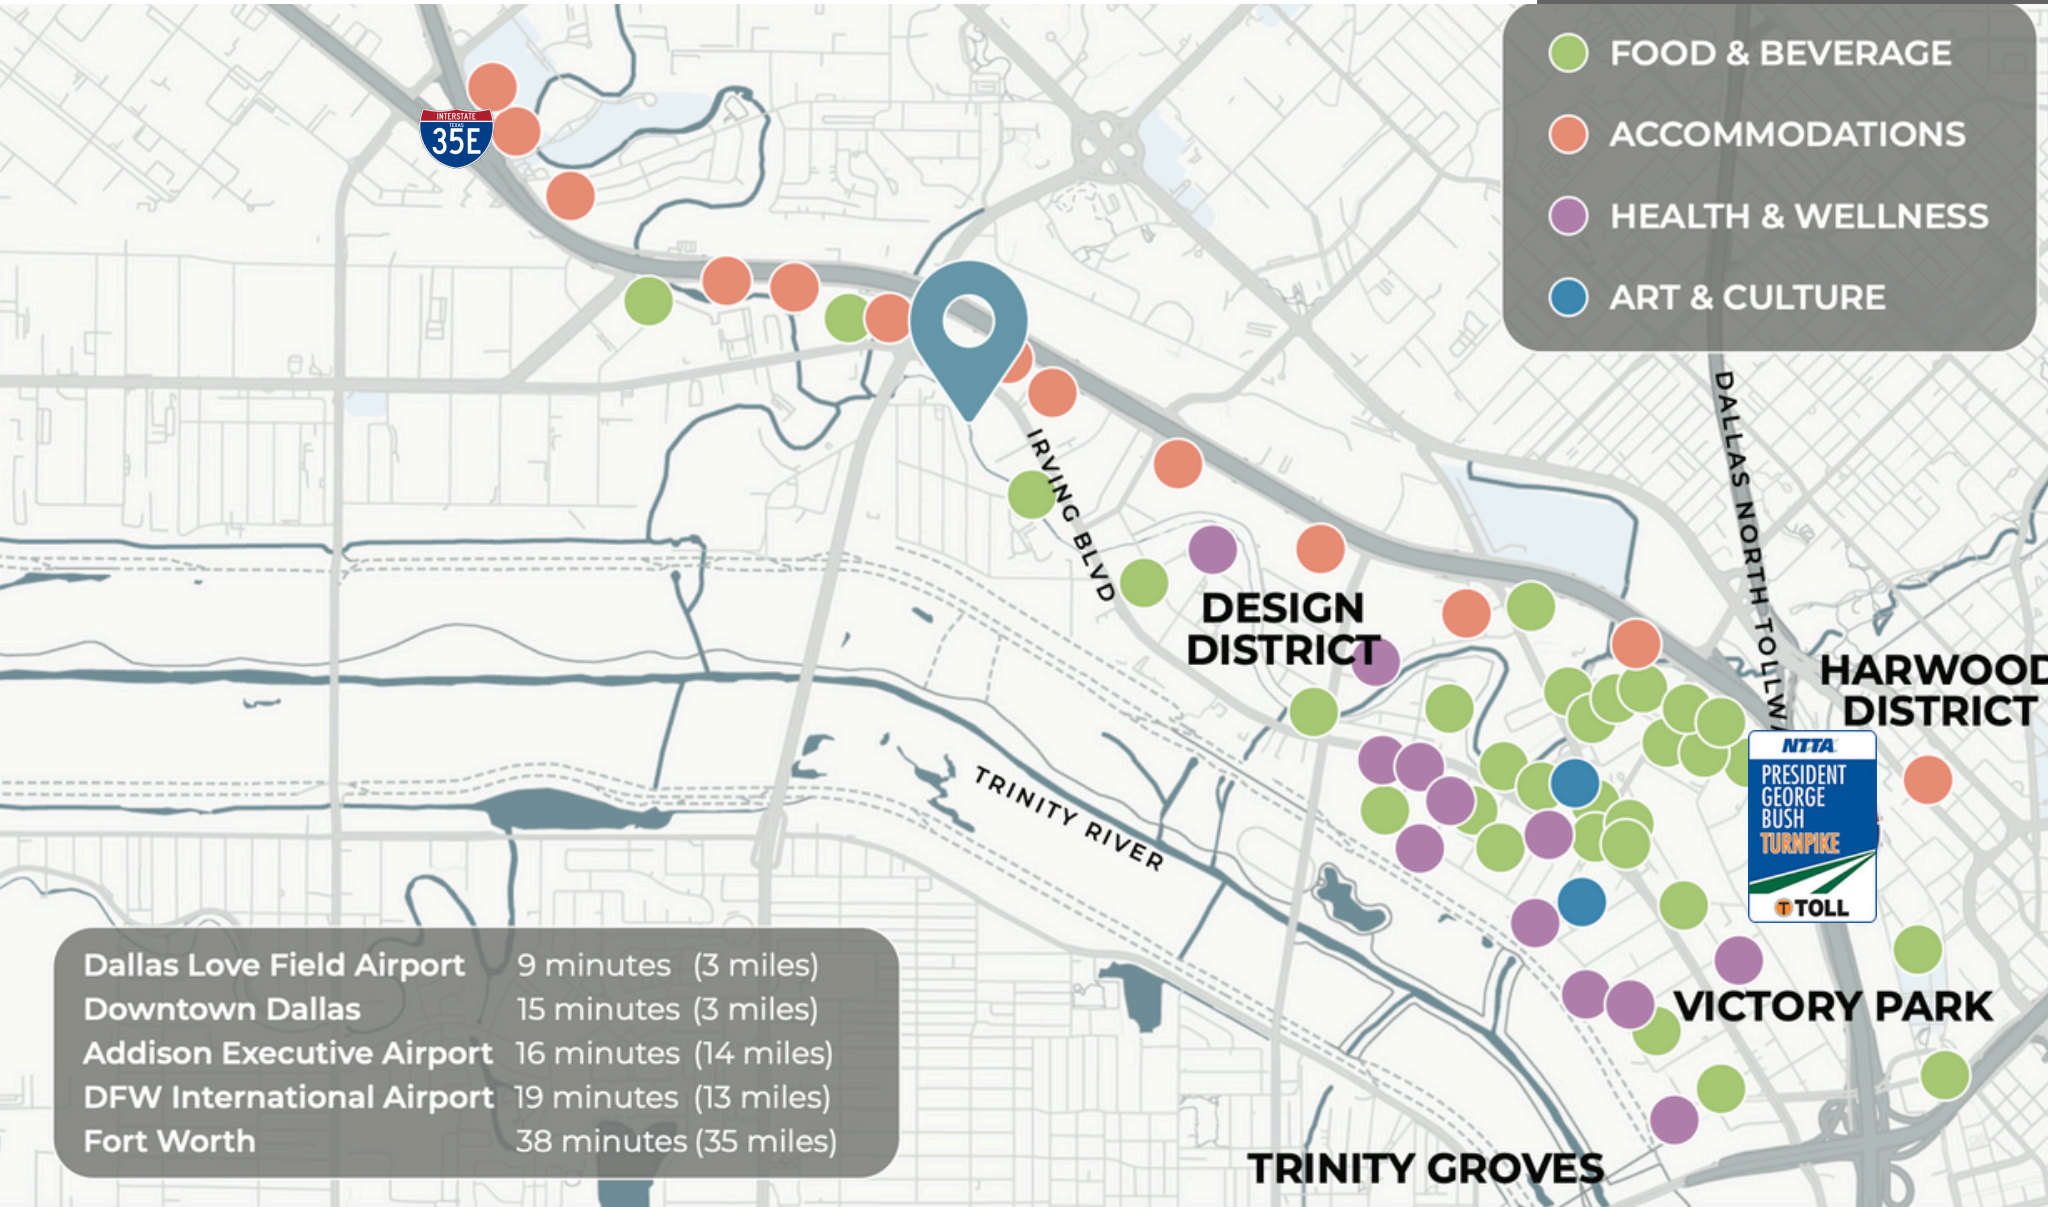 FOOD & BEVERAGE
ACCOMMODATIONS
HEALTH & WELLNESS
ART & CULTURE
INTERSTATE
TEXAS
35E
DALLAS NORTH TOLLW
IRVING BLVD
DESIGN
DISTRICT
HARWOOD
DISTRICT
NTTA
PRESIDENT
GEORGE
BUSH
TURNPIKE
T TOLL
TRINITY RIVER
VICTORY PARK
TRINITY GROVES
Dallas Love Field Airport 9 minutes (3 miles)
Downtown Dallas 15 minutes (3 miles)
Addison Executive Airport 16 minutes (14 miles)
DFW International Airport 19 minutes (13 miles)
Fort Worth 38 minutes (35 miles)